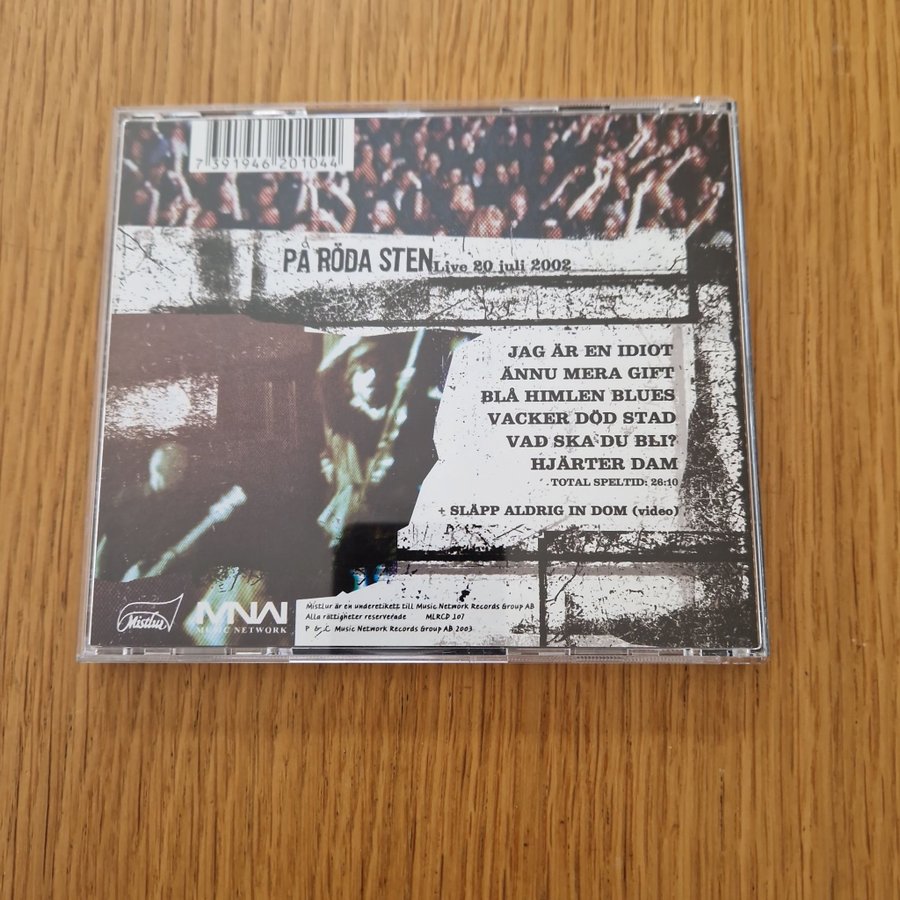 7 391946 201044
PÅ RÖDA STEN Live 20 juli 2002
JAG ÄR EN IDIOT
ÄNNU MERA GIFT
BLÅ HIMLEN BLUES
VACKER DÖD STAD
VAD SKA DU BLI?
HJÄRTER DAM
TOTAL SPELTID: 26:10
+ SLÄPP ALDRIG IN DOM (video)
Mistlur
MNW
MUSIC NETWORK
Mistlur är en underetikett till Music Network Records Group AB
Alla rättigheter reserverade MLRCD 107
P & C Music Network Records Group AB 2003